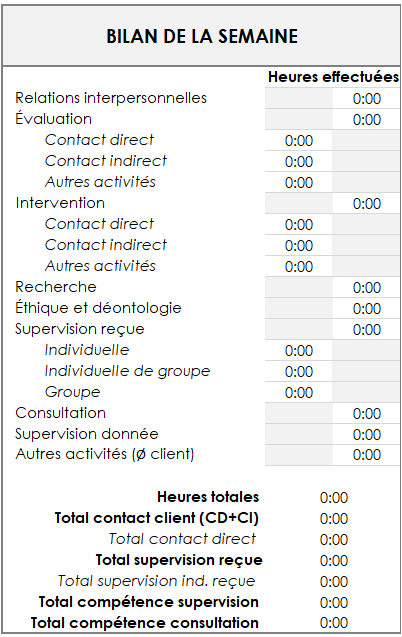 BILAN DE LA SEMAINE
Heures effectuées
Relations interpersonnelles 0:00
Évaluation 0:00
Contact direct 0:00
Contact indirect 0:00
Autres activités 0:00
Intervention 0:00
Contact direct 0:00
Contact indirect 0:00
Autres activités 0:00
Recherche 0:00
Éthique et déontologie 0:00
Supervision reçue 0:00
Individuelle 0:00
Individuelle de groupe 0:00
Groupe 0:00
Consultation 0:00
Supervision donnée 0:00
Autres activités (Ø client) 0:00
Heures totales 0:00
Total contact client (CD+CI) 0:00
Total contact direct 0:00
Total supervision reçue 0:00
Total supervision ind. reçue 0:00
Total compétence supervision 0:00
Total compétence consultation 0:00